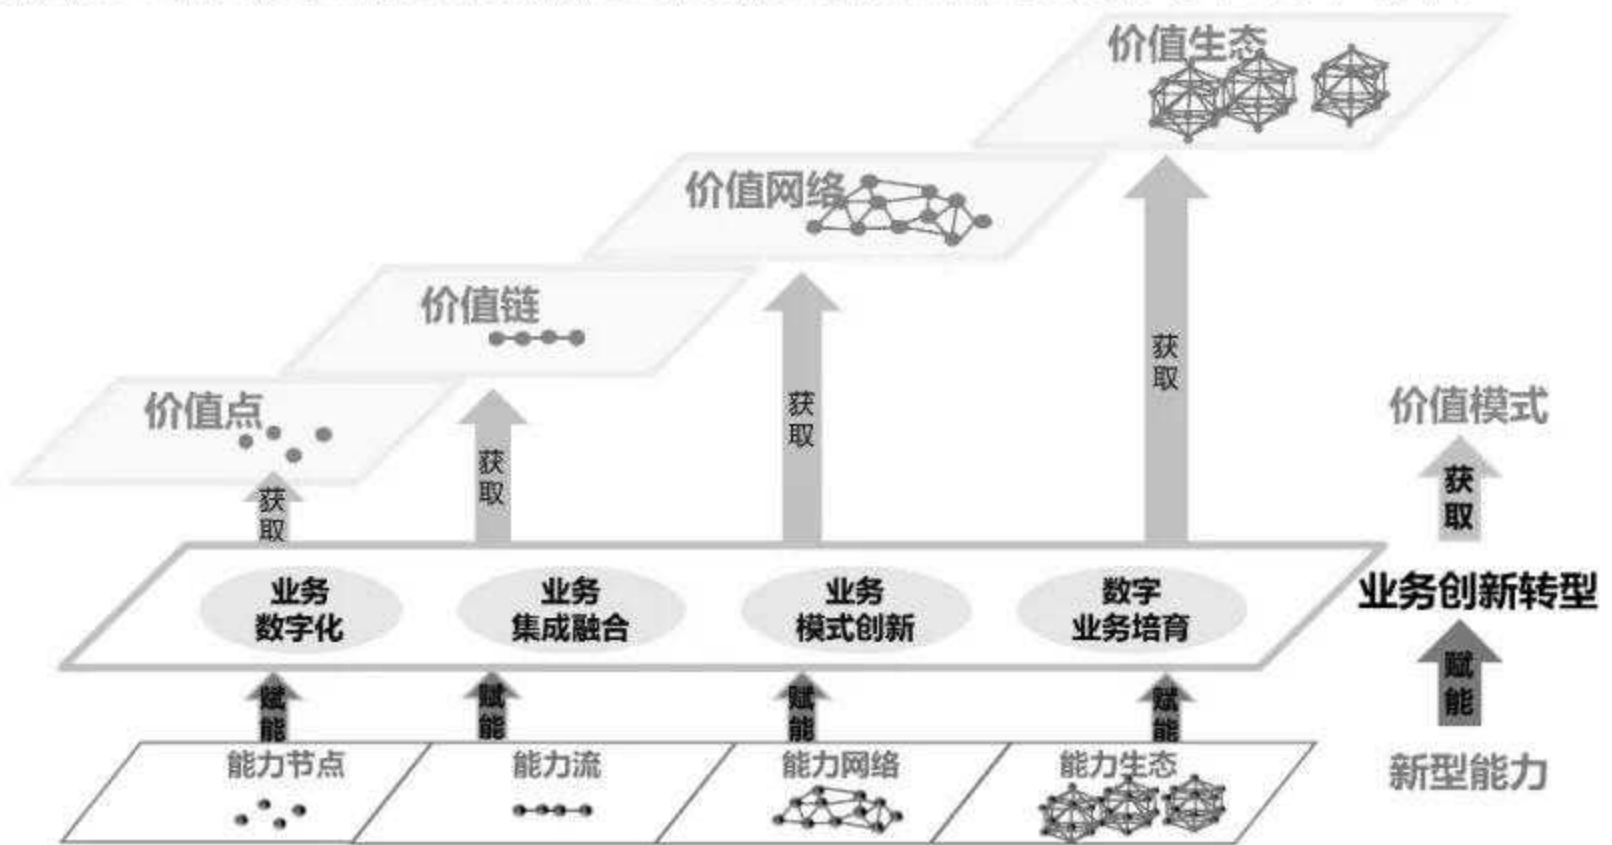 价值生态
价值网络
价值链
价值点
获取
获取
获取
获取
价值模式
获取
业务
数字化
业务
集成融合
业务
模式创新
数字
业务培育
业务创新转型
赋能
赋能
赋能
赋能
赋能
能力节点
能力流
能力网络
能力生态
新型能力